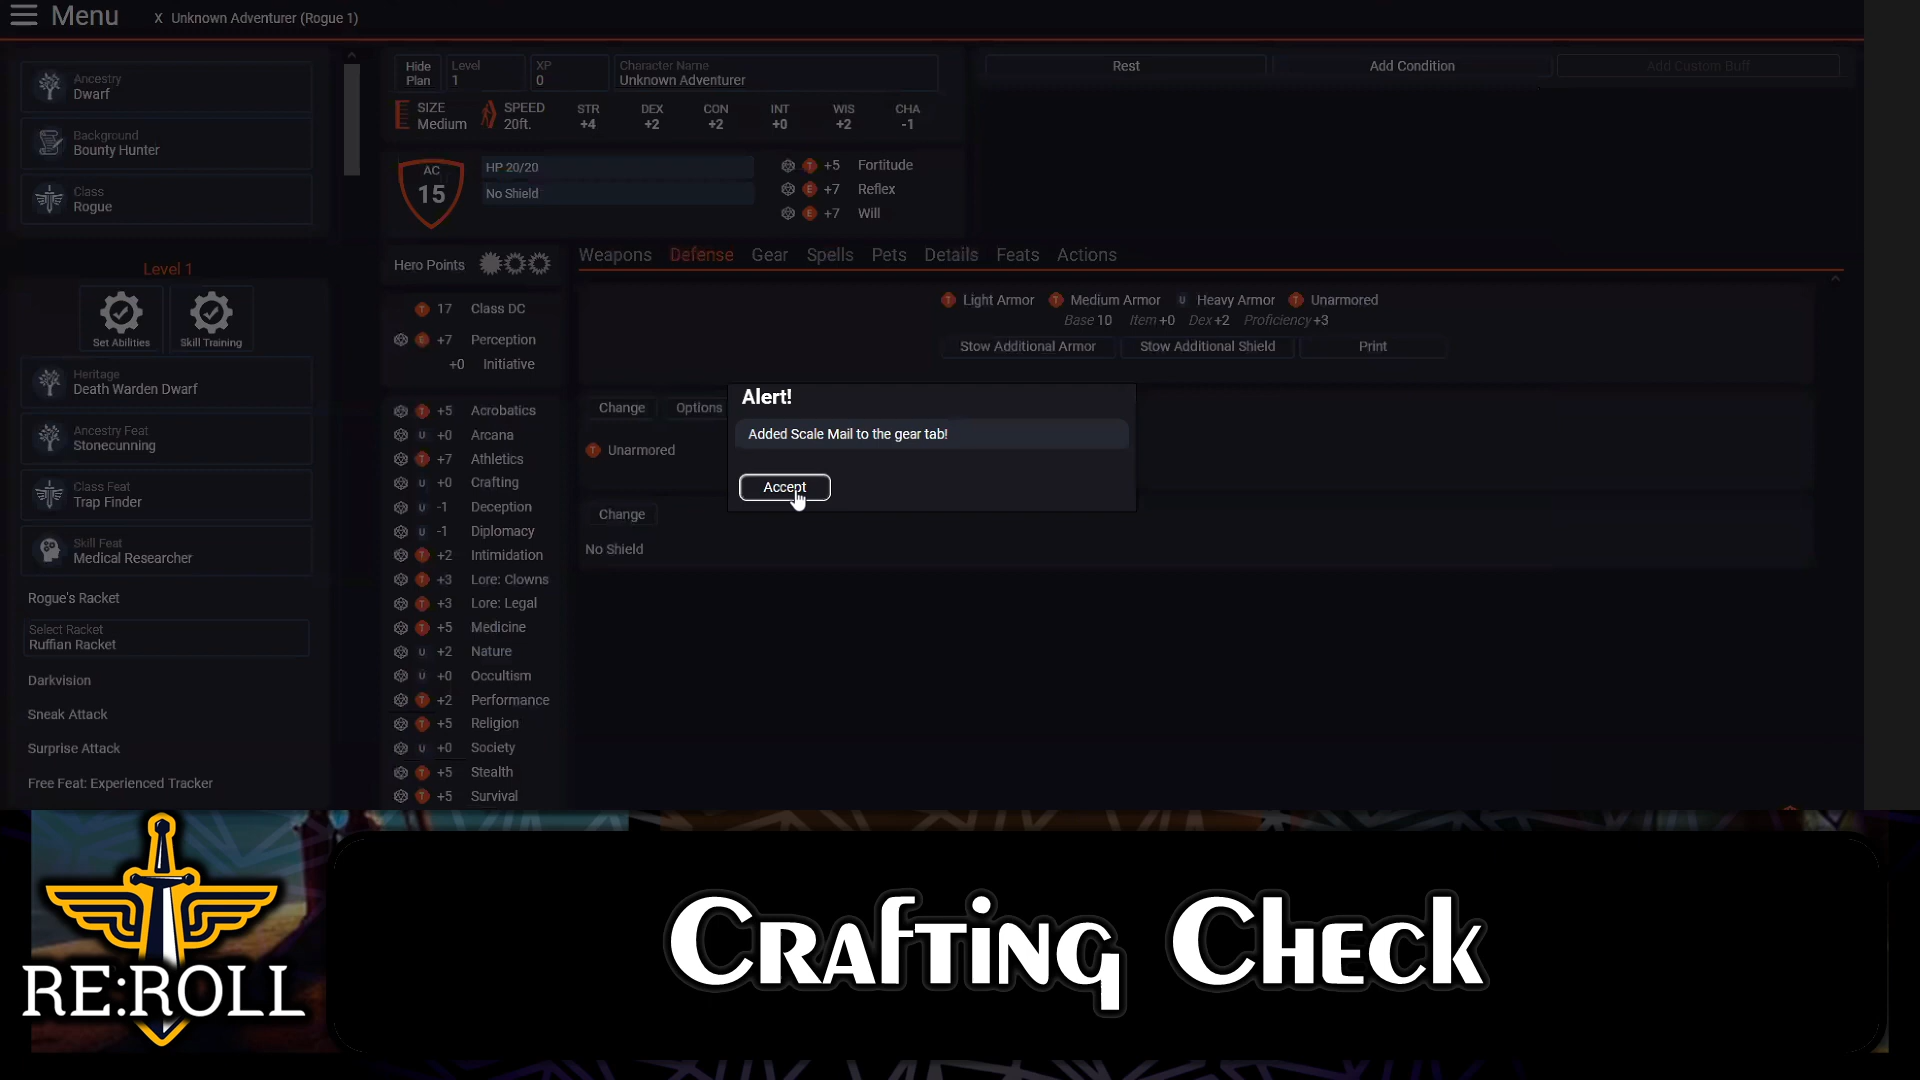 Menu
X Unknown Adventurer (Rogue 1)
Ancestry
Dwarf
Background
Bounty Hunter
Class
Rogue
Level 1
Set Abilities
Skill Training
Heritage
Death Warden Dwarf
Ancestry Feat
Stonecunning
Class Feat
Trap Finder
Skill Feat
Medical Researcher
Rogue's Racket
Select Racket
Ruffian Racket
Darkvision
Sneak Attack
Surprise Attack
Free Feat: Experienced Tracker
Hide Plan
Level
1
XP
0
Character Name
Unknown Adventurer
SIZE
Medium
SPEED
20ft.
STR
+4
DEX
+2
CON
+2
INT
+0
WIS
+2
CHA
-1
AC
15
HP 20/20
No Shield
T +5 Fortitude
E +7 Reflex
E +7 Will
Rest
Add Condition
Add Custom Buff
Hero Points
T 17 Class DC
E +7 Perception
+0 Initiative
T +5 Acrobatics
U +0 Arcana
T +7 Athletics
U +0 Crafting
U -1 Deception
U -1 Diplomacy
T +2 Intimidation
T +3 Lore: Clowns
T +3 Lore: Legal
T +5 Medicine
U +2 Nature
U +0 Occultism
T +2 Performance
T +5 Religion
U +0 Society
T +5 Stealth
T +5 Survival
Weapons Defense Gear Spells Pets Details Feats Actions
T Light Armor T Medium Armor U Heavy Armor T Unarmored
Base 10 Item +0 Dex +2 Proficiency +3
Stow Additional Armor Stow Additional Shield Print
Change Options
T Unarmored
Change
No Shield
Alert!
Added Scale Mail to the gear tab!
Accept
RE:ROLL
Crafting Check